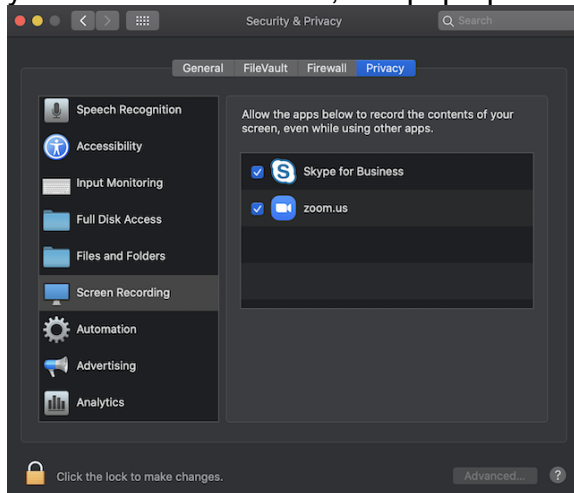 Security & Privacy
Search
General
FileVault
Firewall
Privacy
Speech Recognition
Accessibility
Input Monitoring
Full Disk Access
Files and Folders
Screen Recording
Automation
Advertising
Analytics
Allow the apps below to record the contents of your
screen, even while using other apps.
S
Skype for Business
zoom.us
Click the lock to make changes.
Advanced...
?